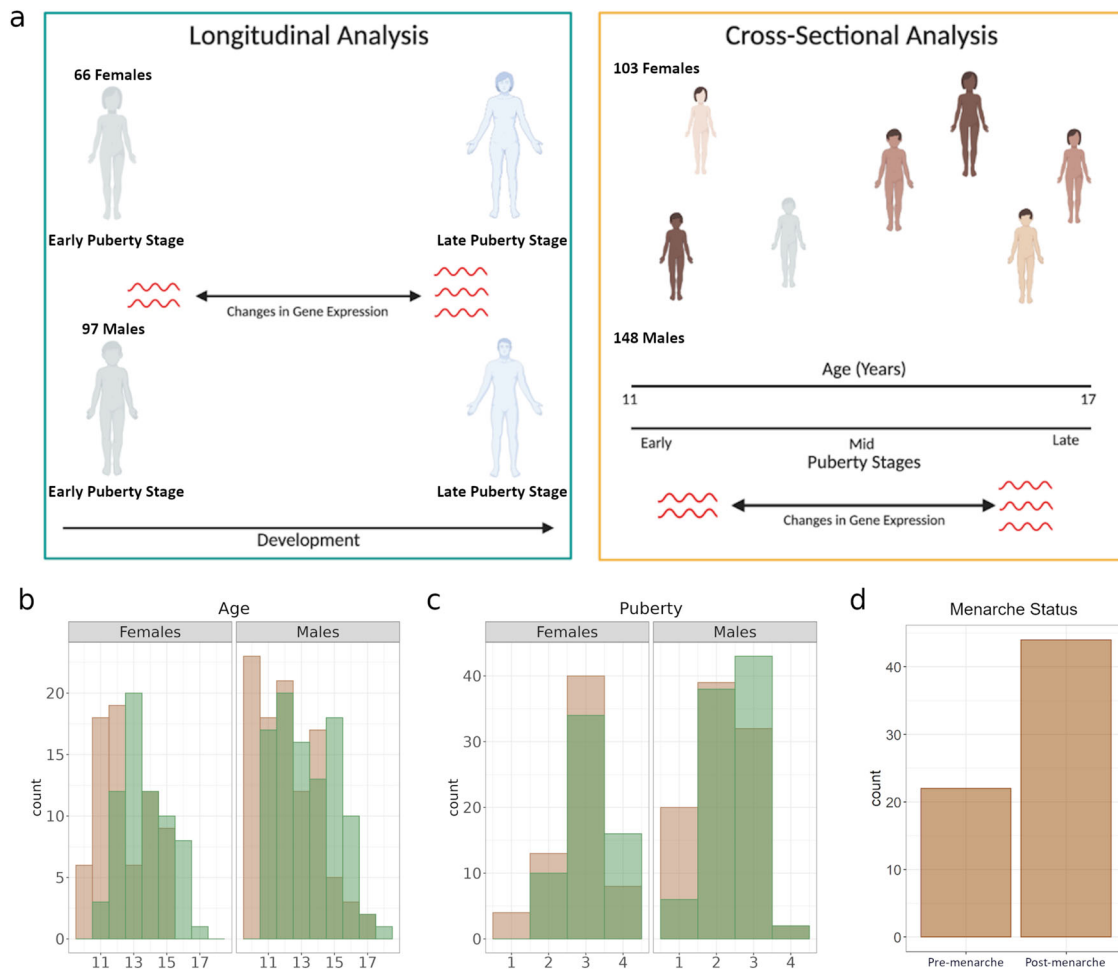 a
Longitudinal Analysis
66 Females
Early Puberty Stage
Late Puberty Stage
Changes in Gene Expression
97 Males
Early Puberty Stage
Late Puberty Stage
Development
Cross-Sectional Analysis
103 Females
148 Males
Age (Years)
11
17
Early
Mid
Late
Puberty Stages
Changes in Gene Expression
b
Age
Females
Males
count
20
15
10
5
0
11 13 15 17
11 13 15 17
c
Puberty
Females
Males
count
40
30
20
10
0
1 2 3 4
1 2 3 4
d
Menarche Status
count
40
20
0
Pre-menarche
Post-menarche